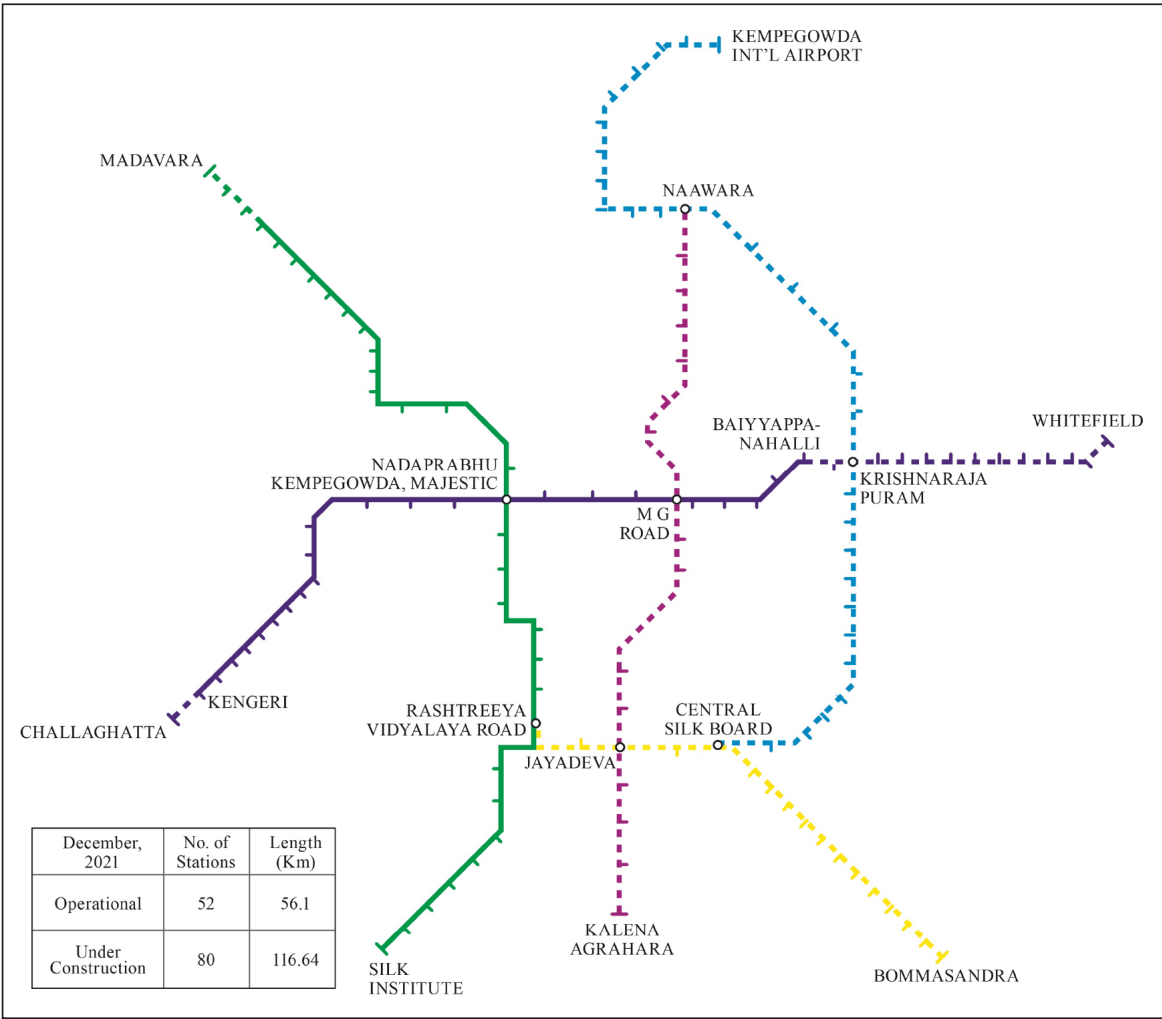 KEMPEGOWDA
INT'L AIRPORT
MADAVARA
NAAWARA
WHITEFIELD
BAIYYAPPA-
NAHALLI
NADAPRABHU
KEMPEGOWDA, MAJESTIC
KRISHNARAJA
PURAM
M G
ROAD
KENGERI
CHALLAGHATTA
RASHTREEYA
VIDYALAYA ROAD
CENTRAL
SILK BOARD
JAYADEVA
December,
2021
No. of
Stations
Length
(Km)
Operational
52
56.1
Under
Construction
80
116.64
SILK
INSTITUTE
KALENA
AGRAHARA
BOMMASANDRA